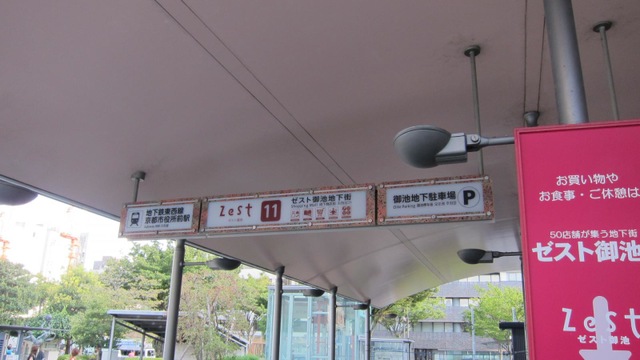 地下鉄東西線
京都市役所前駅
Zest
11
ゼスト御池地下街
御池地下駐車場
P
お買い物や
お食事・ご休憩は
50店舗が集う地下街
ゼスト御池
Zest